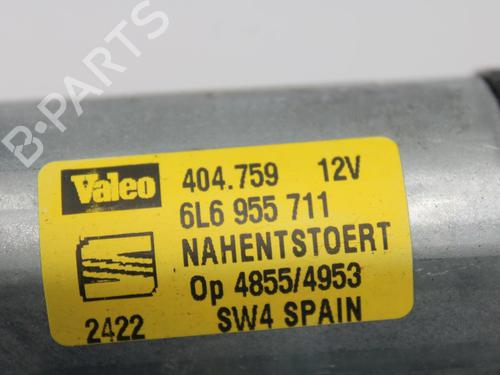 B-PARTS
Valeo 404.759 12V
6L6 955 711
NAHENTSTOERT
Op 4855/4953
2422 SW4 SPAIN